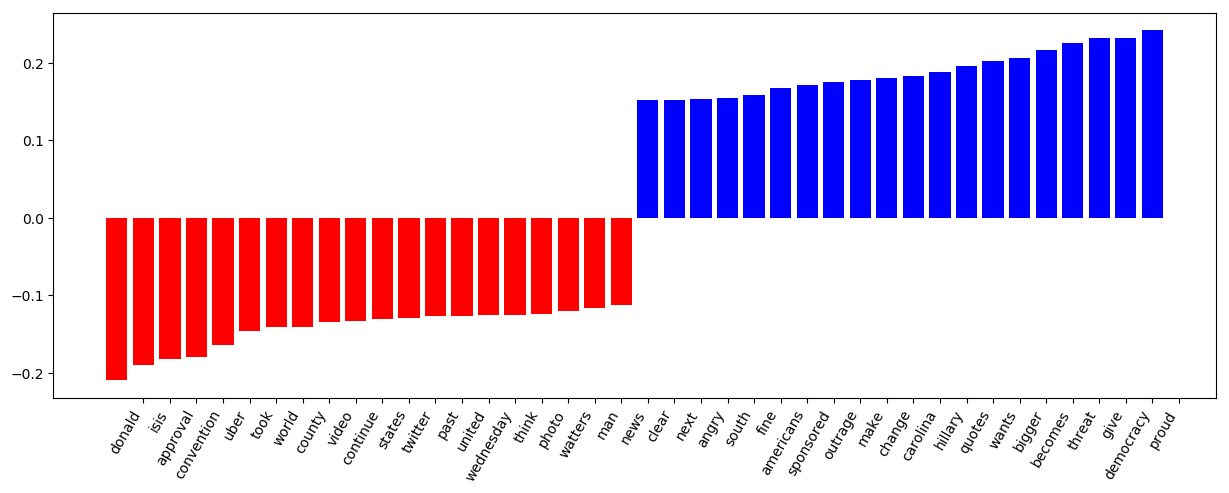 0.2
0.1
0.0
−0.1
−0.2
donald
isis
approval
convention
uber
took
world
county
video
continue
states
twitter
past
united
wednesday
think
photo
watters
man
news
clear
next
angry
south
fine
americans
sponsored
outrage
make
change
carolina
hillary
quotes
wants
bigger
becomes
threat
give
democracy
proud